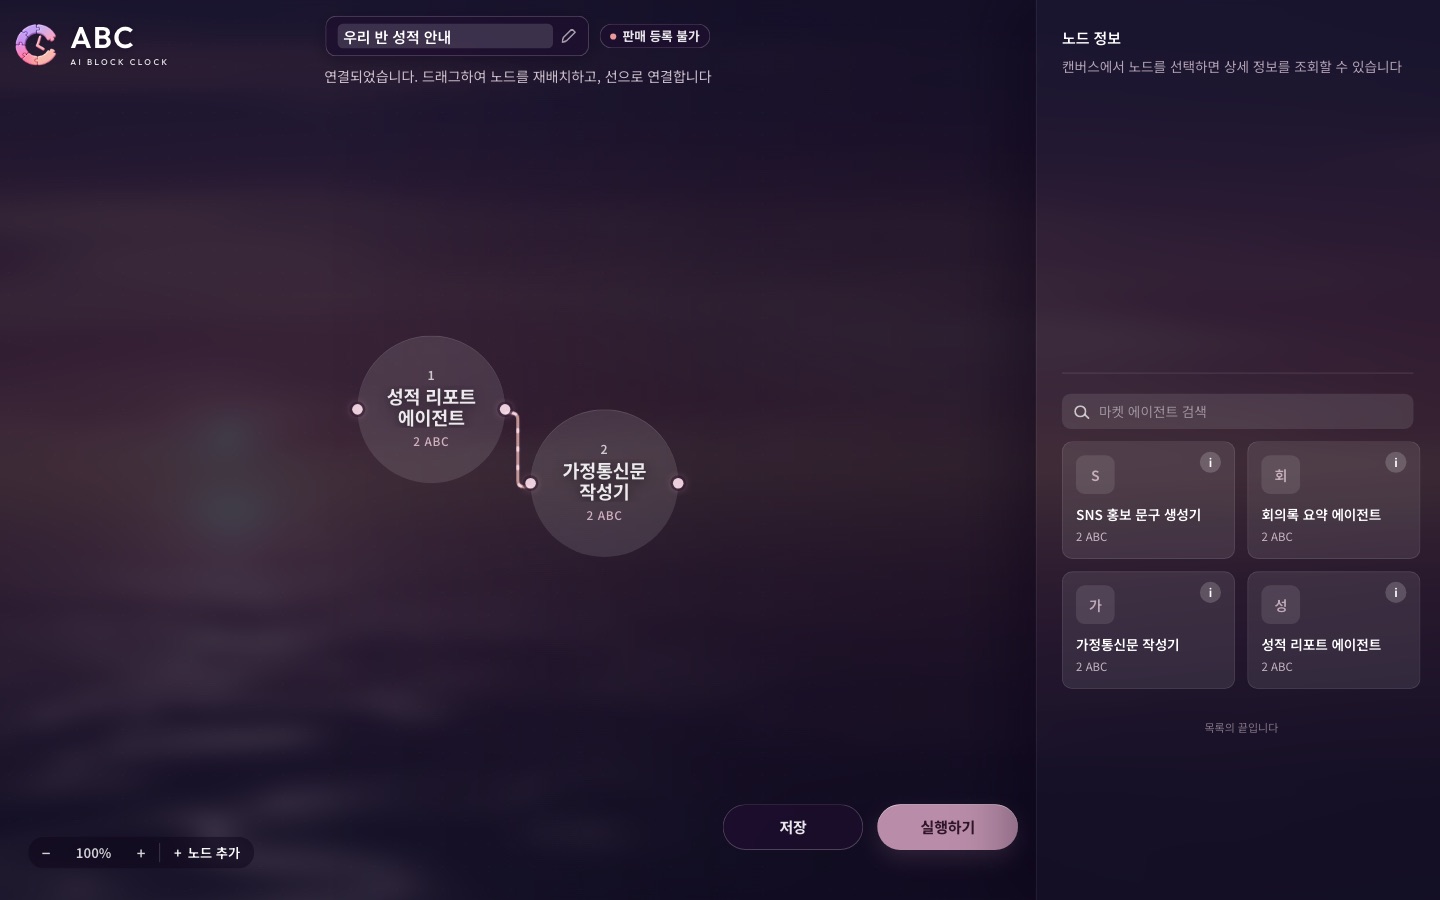 ABC
AI BLOCK CLOCK
우리 반 성적 안내
판매 등록 불가
연결되었습니다. 드래그하여 노드를 재배치하고, 선으로 연결합니다
1
성적 리포트
에이전트
2 ABC
2
가정통신문
작성기
2 ABC
저장
실행하기
− 100% + + 노드 추가
노드 정보
캔버스에서 노드를 선택하면 상세 정보를 조회할 수 있습니다
마켓 에이전트 검색
S
i
SNS 홍보 문구 생성기
2 ABC
회
i
회의록 요약 에이전트
2 ABC
가
i
가정통신문 작성기
2 ABC
성
i
성적 리포트 에이전트
2 ABC
목록의 끝입니다